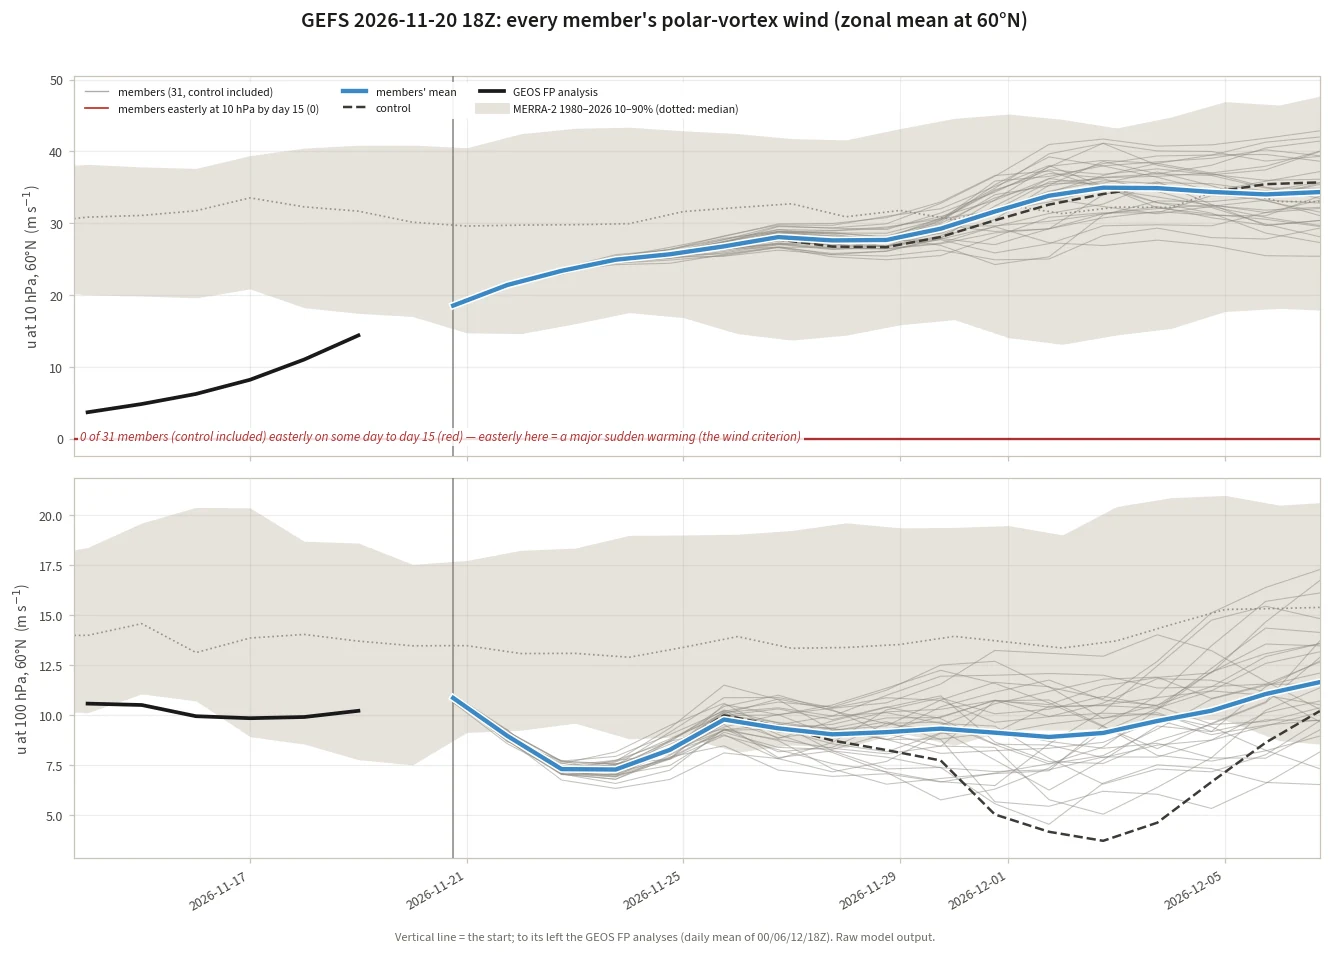 GEFS 2026-11-20 18Z: every member's polar-vortex wind (zonal mean at 60°N)
members (31, control included)
members easterly at 10 hPa by day 15 (0)
members' mean
control
GEOS FP analysis
MERRA-2 1980–2026 10–90% (dotted: median)
u at 10 hPa, 60°N (m s⁻¹)
50
40
30
20
10
0
0 of 31 members (control included) easterly on some day to day 15 (red) — easterly here = a major sudden warming (the wind criterion)
u at 100 hPa, 60°N (m s⁻¹)
20.0
17.5
15.0
12.5
10.0
7.5
5.0
2026-11-17
2026-11-21
2026-11-25
2026-11-29
2026-12-01
2026-12-05
Vertical line = the start; to its left the GEOS FP analyses (daily mean of 00/06/12/18Z). Raw model output.